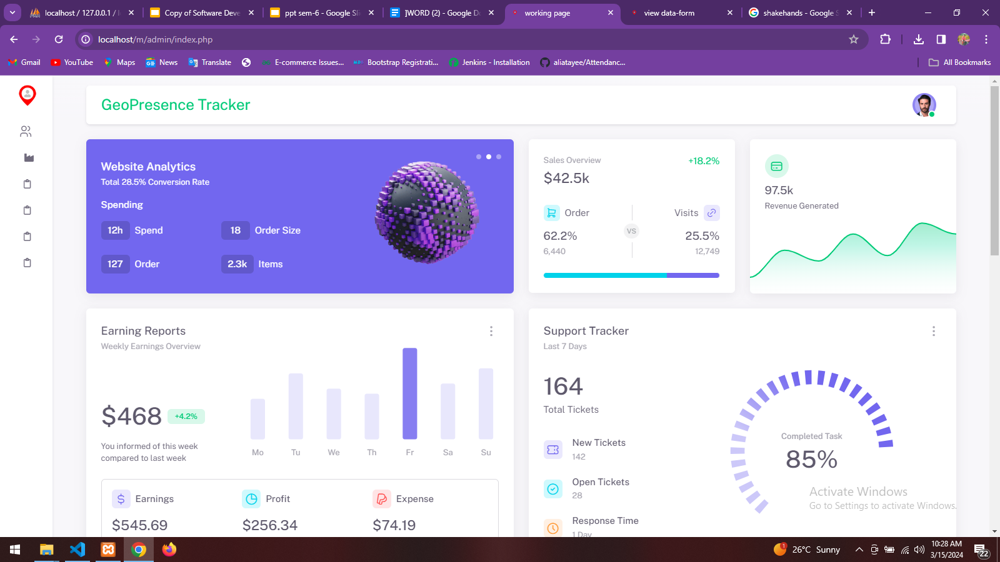 localhost / 127.0.0.1 / l
Copy of Software Deve
ppt sem-6 - Google Sli
]WORD (2) - Google Do
working page
view data-form
shakehands - Google S
localhost/m/admin/index.php
Gmail
YouTube
Maps
News
Translate
E-commerce Issues...
Bootstrap Registrati...
Jenkins - Installation
aliatayee/Attendanc...
All Bookmarks
GeoPresence Tracker
Website Analytics
Total 28.5% Conversion Rate
Spending
12h Spend
18 Order Size
127 Order
2.3k Items
Sales Overview
+18.2%
$42.5k
Order
Visits
VS
62.2%
25.5%
6,440
12,749
97.5k
Revenue Generated
Earning Reports
Weekly Earnings Overview
$468 +4.2%
You informed of this week
compared to last week
Mo Tu We Th Fr Sa Su
Earnings
$545.69
Profit
$256.34
Expense
$74.19
Support Tracker
Last 7 Days
164
Total Tickets
New Tickets
142
Open Tickets
28
Response Time
1 Day
Completed Task
85%
Activate Windows
Go to Settings to activate Windows.
1
26°C Sunny
10:28 AM
3/15/2024
22